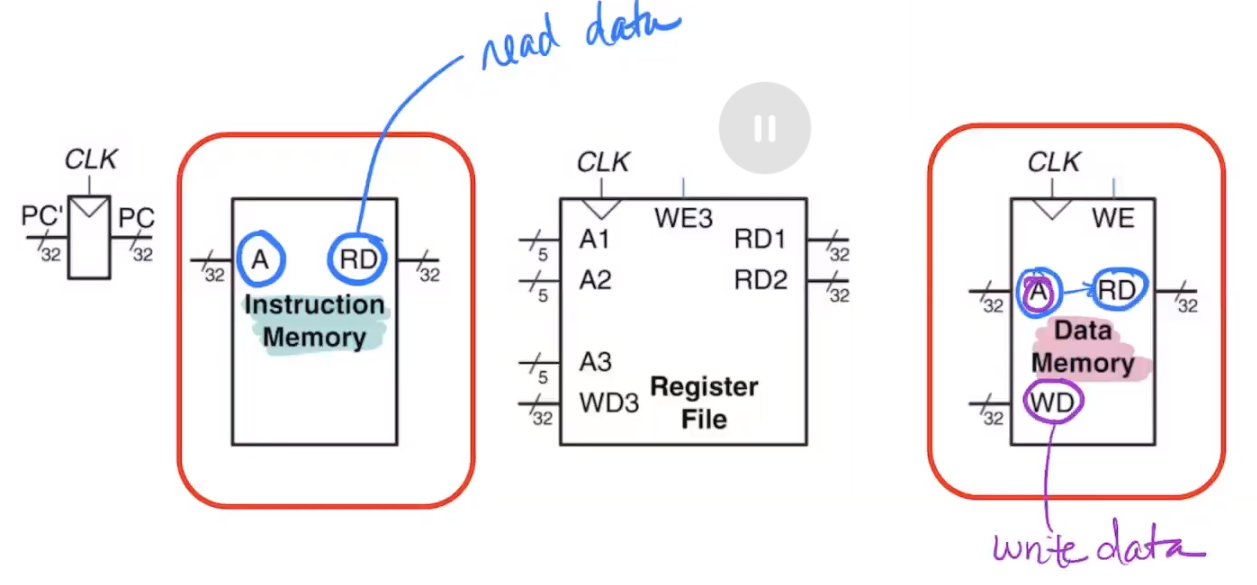 read data
CLK
PC'
PC
32
32
A
RD
32
32
Instruction
Memory
CLK
WE3
A1
RD1
5
32
A2
RD2
5
32
A3
5
WD3
32
Register
File
CLK
WE
A
RD
32
32
Data
Memory
WD
32
write data